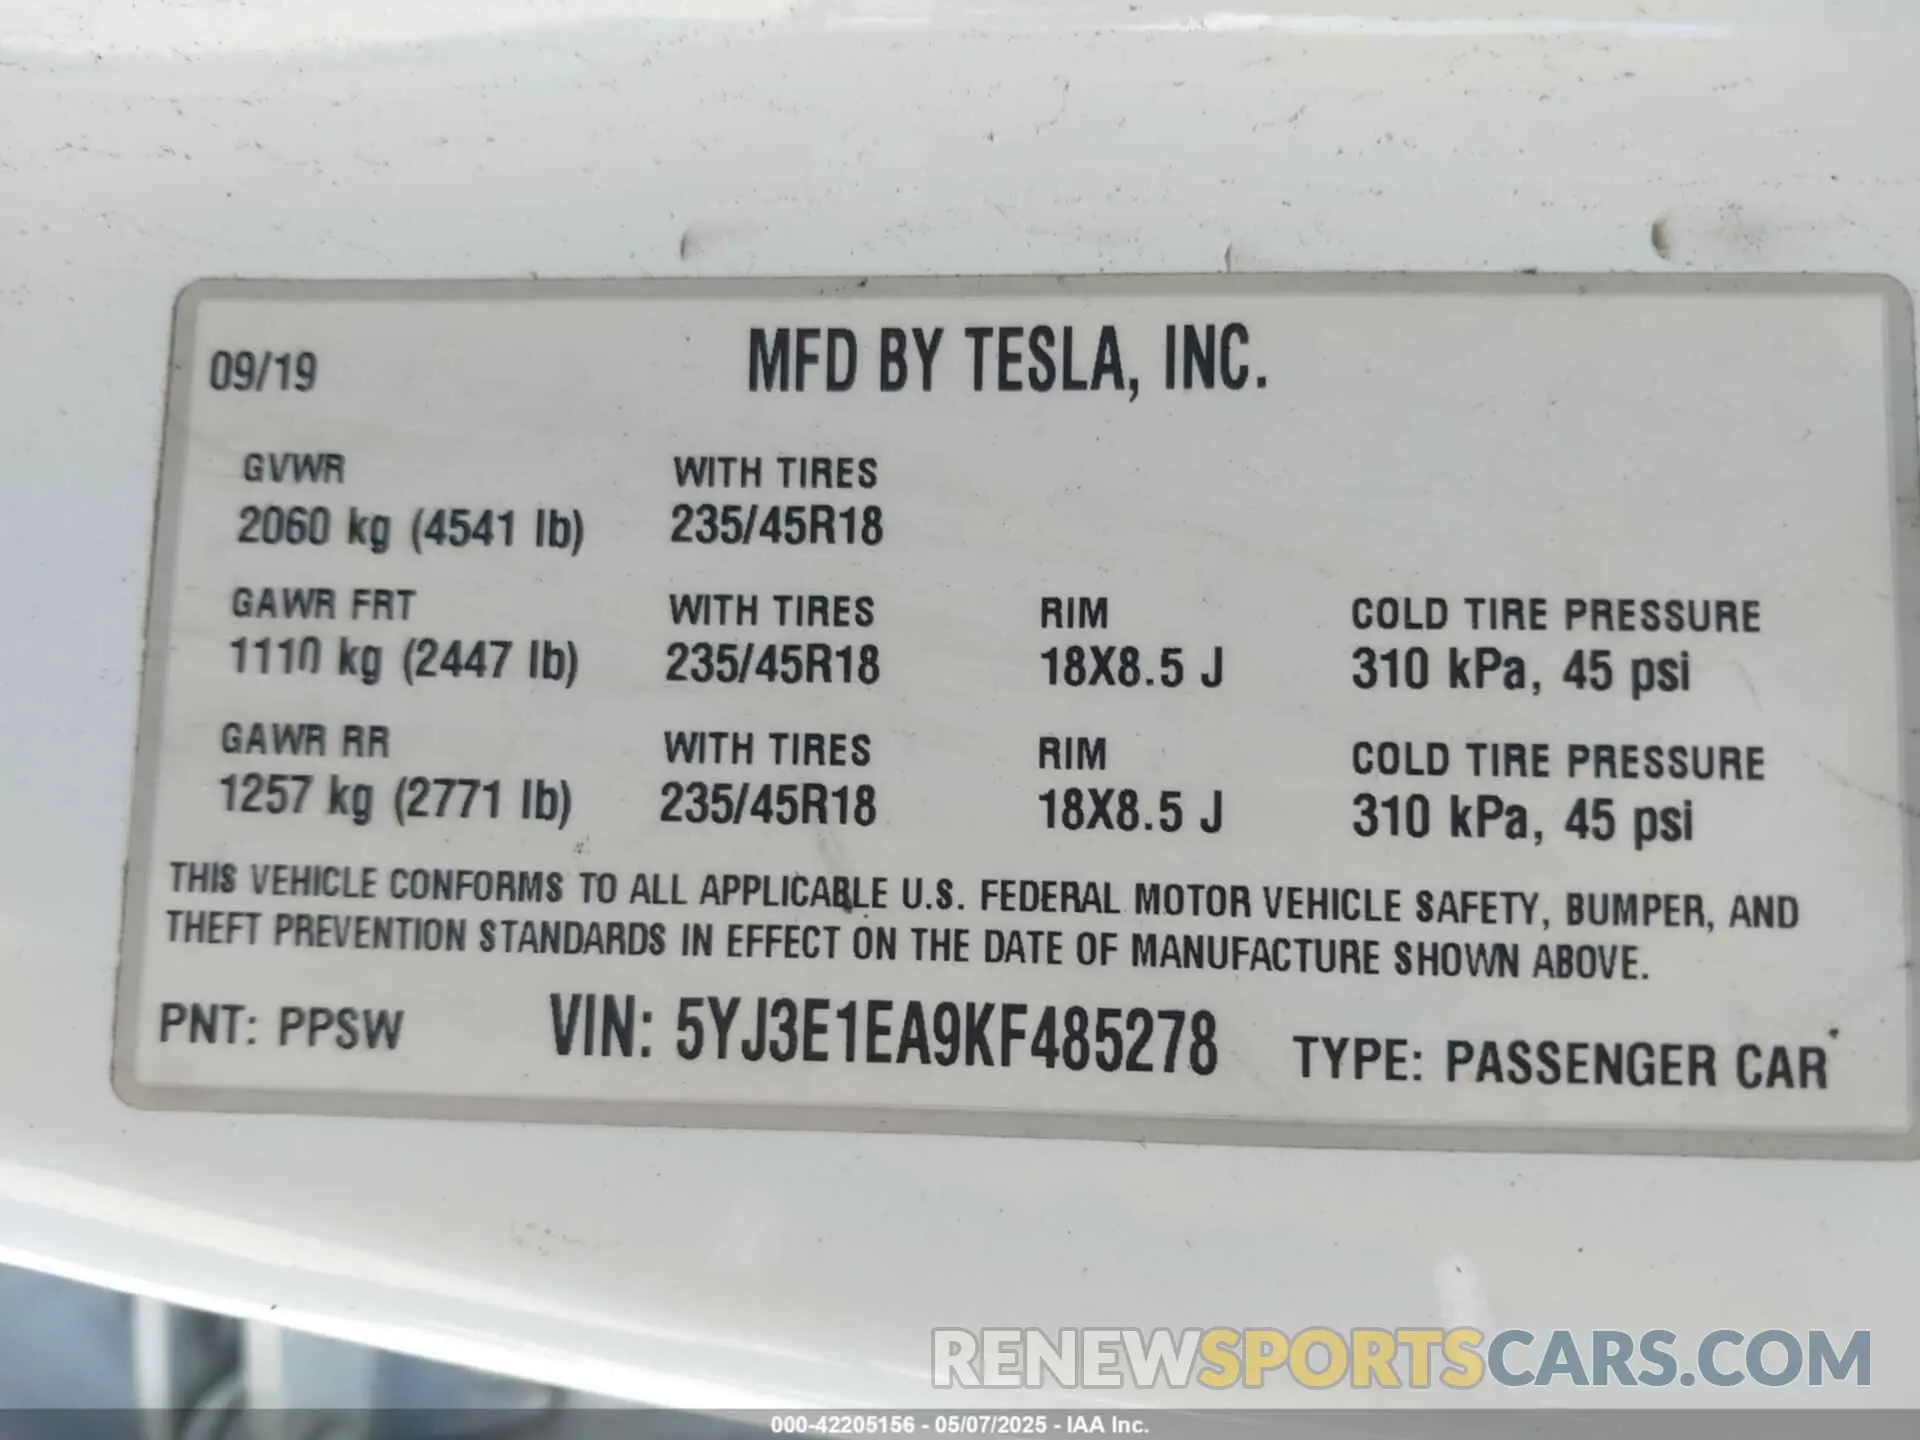 09/19 MFD BY TESLA, INC.
GVWR WITH TIRES
2060 kg (4541 lb) 235/45R18
GAWR FRT WITH TIRES RIM COLD TIRE PRESSURE
1110 kg (2447 lb) 235/45R18 18X8.5 J 310 kPa, 45 psi
GAWR RR WITH TIRES RIM COLD TIRE PRESSURE
1257 kg (2771 lb) 235/45R18 18X8.5 J 310 kPa, 45 psi
THIS VEHICLE CONFORMS TO ALL APPLICABLE U.S. FEDERAL MOTOR VEHICLE SAFETY, BUMPER, AND
THEFT PREVENTION STANDARDS IN EFFECT ON THE DATE OF MANUFACTURE SHOWN ABOVE.
PNT: PPSW VIN: 5YJ3E1EA9KF485278 TYPE: PASSENGER CAR
RENEWSPORTSCARS.COM
000-42205156 - 05/07/2025 - IAA Inc.